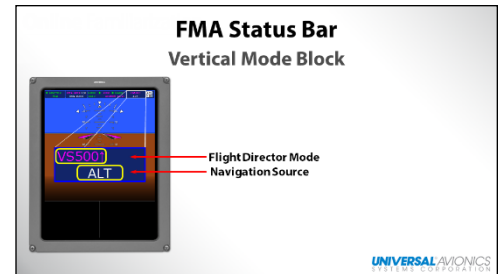 FMA Status Bar
Vertical Mode Block
VS500↑
Flight Director Mode
ALT
Navigation Source
UNIVERSAL AVIONICS
SYSTEMS CORPORATION